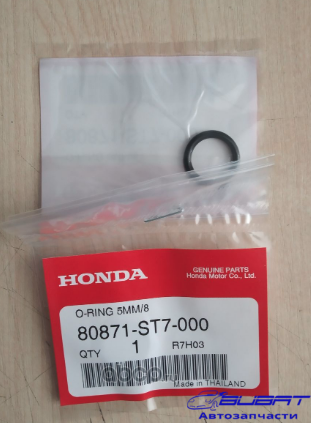 HONDA
GENUINE PARTS
Honda Motor Co., Ltd.
O-RING 5MM/8
80871-ST7-000
QTY 1 R7H03
Made in THAILAND
SUBAT
Автозапчасти